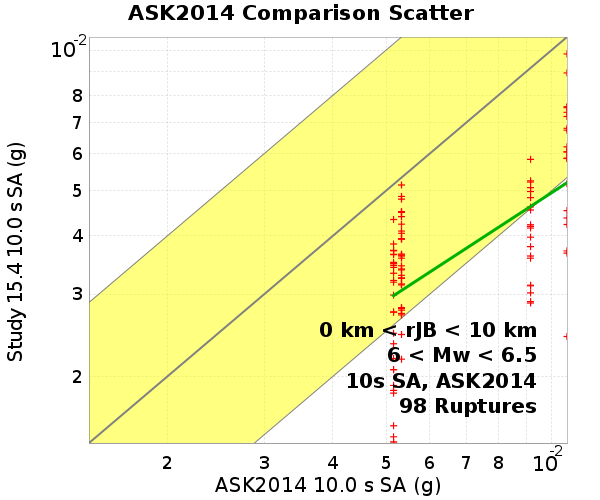 ASK2014 Comparison Scatter
10-2
8
7
6
5
4
3
2
Study 15.4 10.0 s SA (g)
0 km < rJB < 10 km
6 < Mw < 6.5
10s SA, ASK2014
98 Ruptures
2 3 4 5 6 7 8 10-2
ASK2014 10.0 s SA (g)